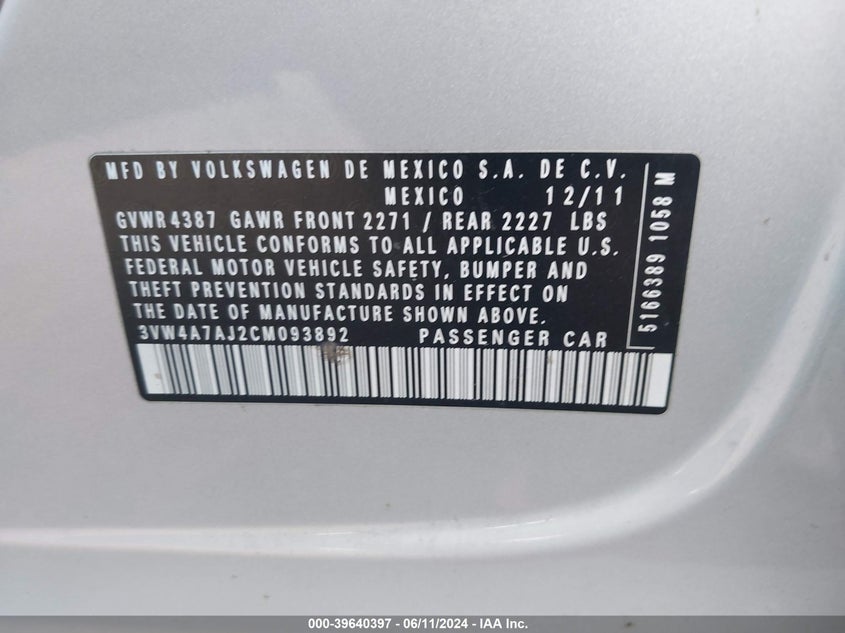 MFD BY VOLKSWAGEN DE MEXICO S.A. DE C.V.
MEXICO 12/11
GVWR 4387 GAWR FRONT 2271 / REAR 2227 LBS
THIS VEHICLE CONFORMS TO ALL APPLICABLE U.S.
FEDERAL MOTOR VEHICLE SAFETY, BUMPER AND
THEFT PREVENTION STANDARDS IN EFFECT ON
THE DATE OF MANUFACTURE SHOWN ABOVE.
3VW4A7AJ2CM093892 PASSENGER CAR
5166389 1058 M
000-39640397 - 06/11/2024 - IAA Inc.